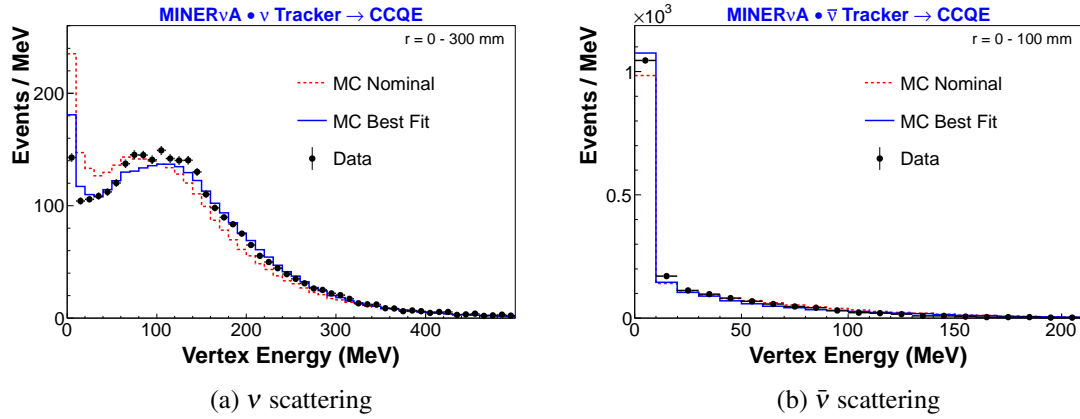 MINERνA • ν Tracker → CCQE
r = 0 - 300 mm
Events / MeV
200
100
0
MC Nominal
MC Best Fit
Data
0 100 200 300 400
Vertex Energy (MeV)
(a) ν scattering
MINERνA • ν̄ Tracker → CCQE
×10³
r = 0 - 100 mm
Events / MeV
1
0.5
0
MC Nominal
MC Best Fit
Data
0 50 100 150 200
Vertex Energy (MeV)
(b) ν̄ scattering